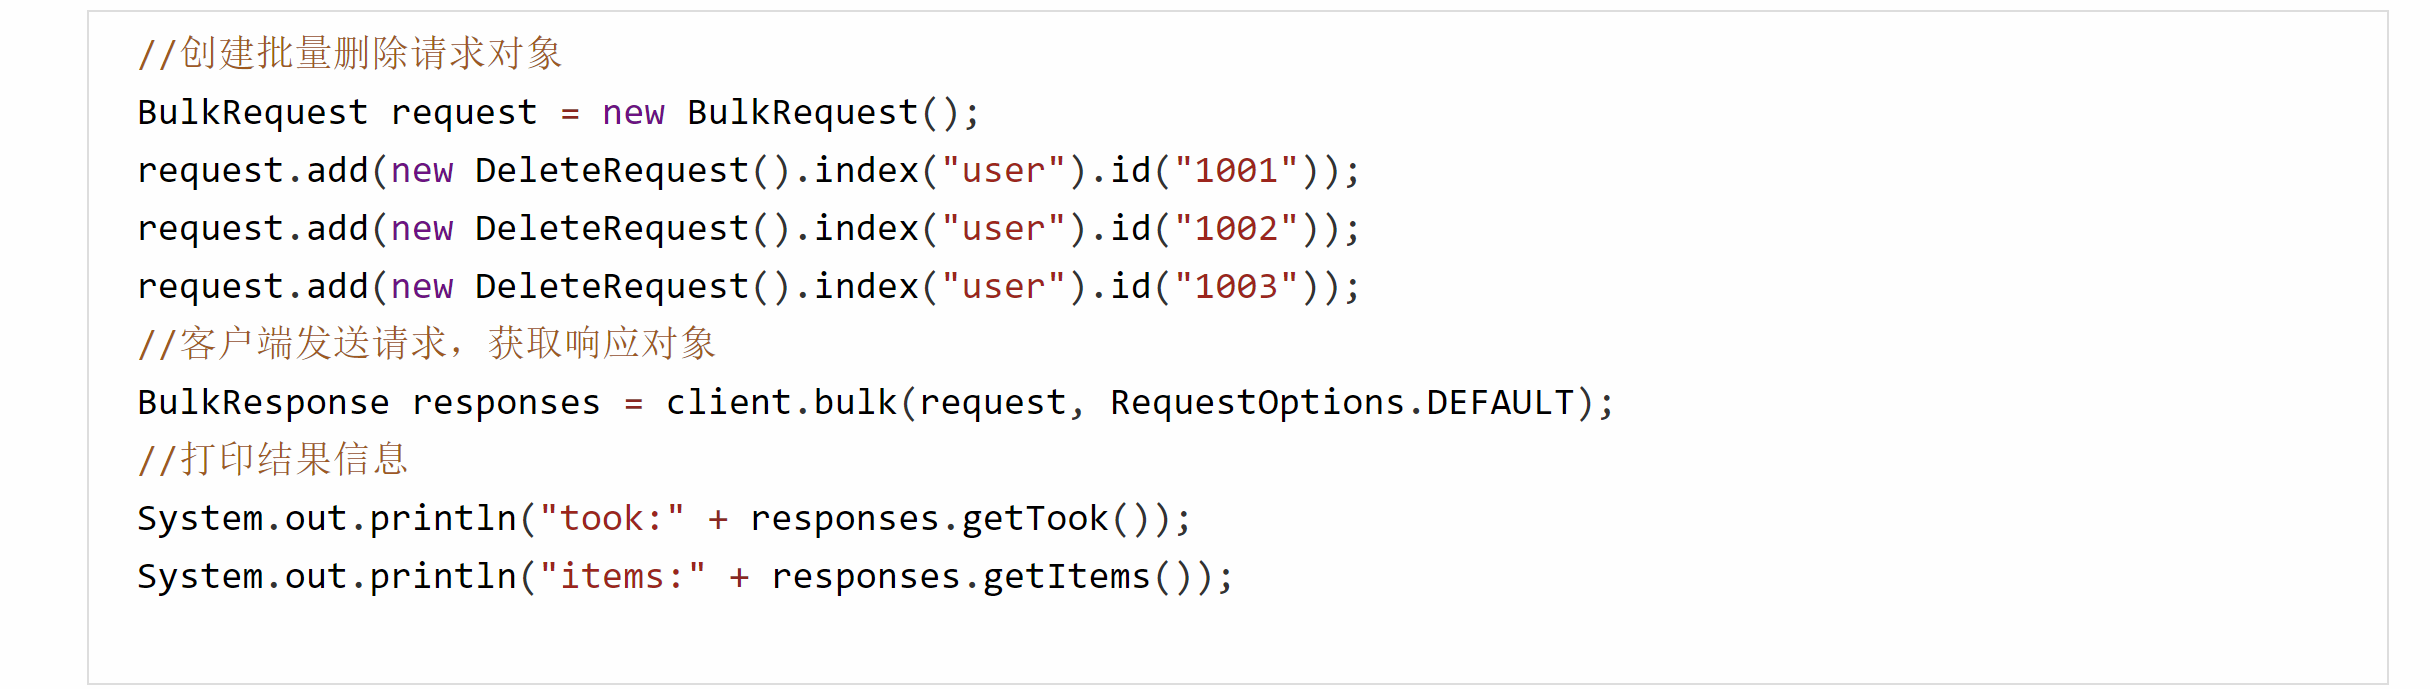 //创建批量删除请求对象
BulkRequest request = new BulkRequest();
request.add(new DeleteRequest().index("user").id("1001"));
request.add(new DeleteRequest().index("user").id("1002"));
request.add(new DeleteRequest().index("user").id("1003"));
//客户端发送请求，获取响应对象
BulkResponse responses = client.bulk(request, RequestOptions.DEFAULT);
//打印结果信息
System.out.println("took:" + responses.getTook());
System.out.println("items:" + responses.getItems());